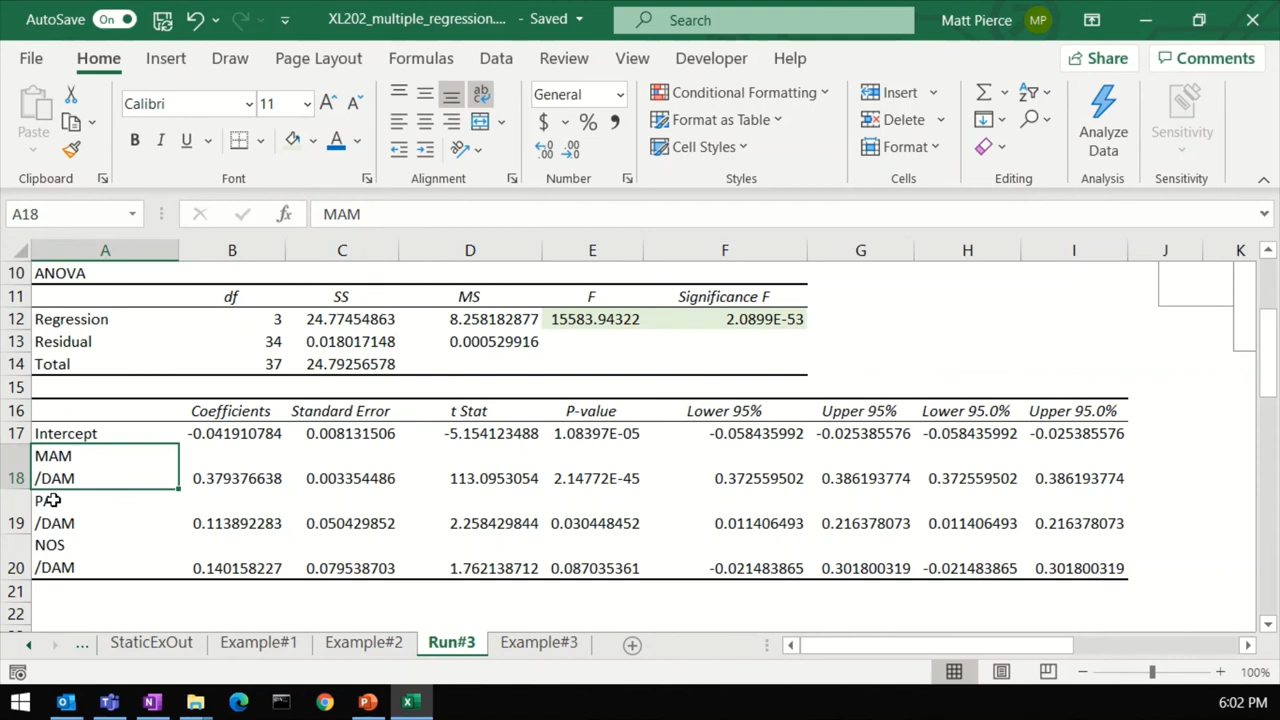 AutoSave On XL202_multiple_regression.... - Saved Search Matt Pierce MP
File Home Insert Draw Page Layout Formulas Data Review View Developer Help Share Comments
Calibri 11 General Conditional Formatting Insert
Paste Format as Table Delete Analyze Data Sensitivity
Cell Styles Format
Clipboard Font Alignment Number Styles Cells Editing Analysis Sensitivity
A18 fx MAM
A B C D E F G H I J K
10 ANOVA
11 df SS MS F Significance F
12 Regression 3 24.77454863 8.258182877 15583.94322 2.0899E-53
13 Residual 34 0.018017148 0.000529916
14 Total 37 24.79256578
15
16 Coefficients Standard Error t Stat P-value Lower 95% Upper 95% Lower 95.0% Upper 95.0%
17 Intercept -0.041910784 0.008131506 -5.154123488 1.08397E-05 -0.058435992 -0.025385576 -0.058435992 -0.025385576
MAM
18 /DAM 0.379376638 0.003354486 113.0953054 2.14772E-45 0.372559502 0.386193774 0.372559502 0.386193774
19 /DAM 0.113892283 0.050429852 2.258429844 0.030448452 0.011406493 0.216378073 0.011406493 0.216378073
NOS
20 /DAM 0.140158227 0.079538703 1.762138712 0.087035361 -0.021483865 0.301800319 -0.021483865 0.301800319
21
22
... StaticExOut Example#1 Example#2 Run#3 Example#3
100%
6:02 PM